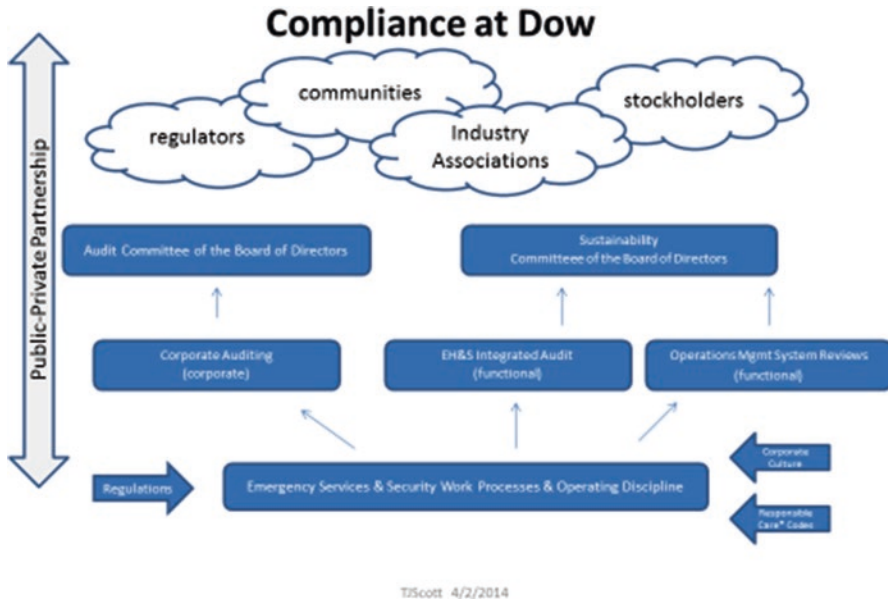 Compliance at Dow
communities
stockholders
regulators
Industry
Associations
Public-Private Partnership
Audit Committee of the Board of Directors
Sustainability
Committeee of the Board of Directors
Corporate Auditing
(corporate)
EH&S Integrated Audit
(functional)
Operations Mgmt System Reviews
(functional)
Regulations
Emergency Services & Security Work Processes & Operating Discipline
Corporate
Culture
Responsible
Care® Codes
TJScott 4/2/2014